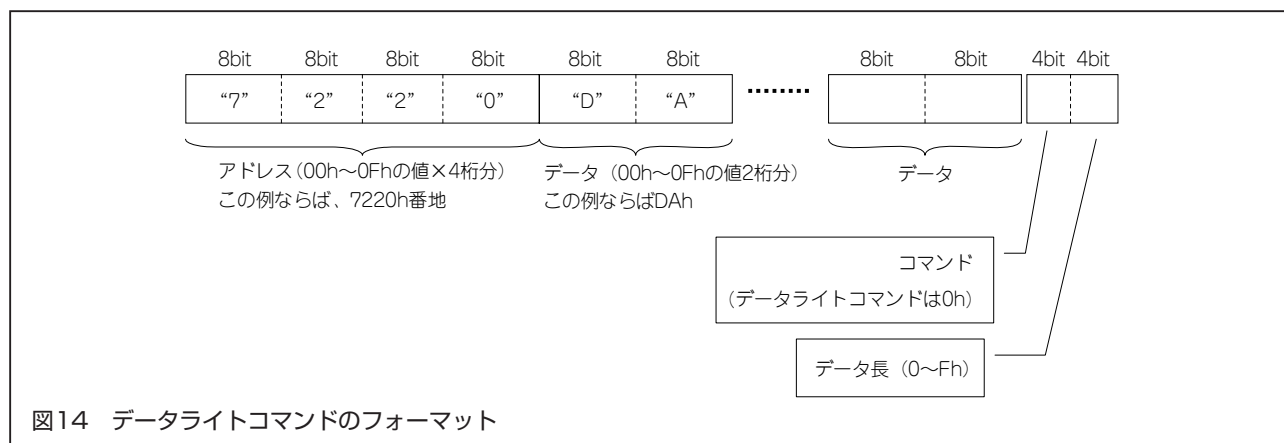 8bit 8bit 8bit 8bit 8bit 8bit 8bit 8bit 4bit 4bit
“7” “2” “2” “0” “D” “A” ………
アドレス（00h〜0Fhの値×4桁分） データ（00h〜0Fhの値2桁分） データ
この例ならば、7220h番地 この例ならばDAh
コマンド
（データライトコマンドは0h）
データ長（0〜Fh）
図14 データライトコマンドのフォーマット